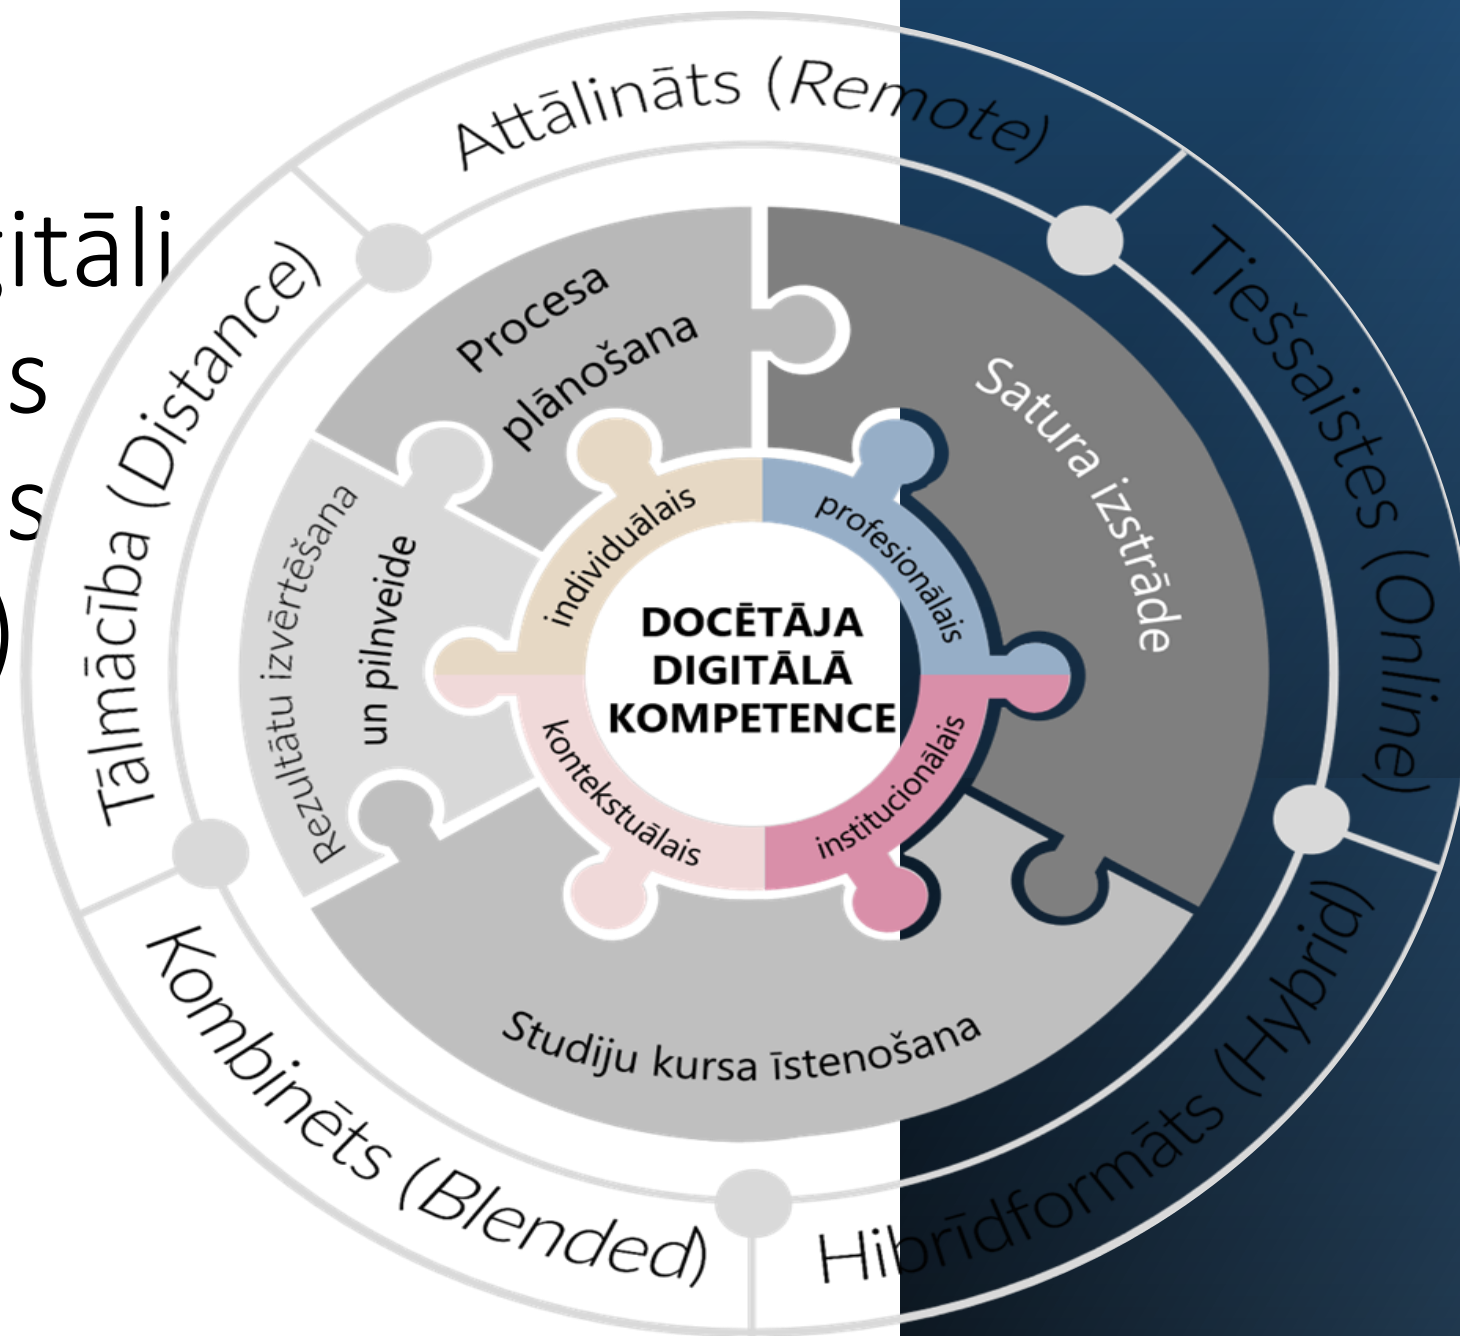 gitāli
s
s
)
Attālināts (Remote)
Tiešsaistes (Online)
Hibrīdformāts (Hybrid)
Kombinēts (Blended)
Tālmācība (Distance)
Procesa
plānošana
Satura izstrāde
Studiju kursa īstenošana
Rezultātu izvērtēšana
un pilnveide
individuālais
profesionālais
institucionālais
kontekstuālais
DOCĒTĀJA
DIGITĀLĀ
KOMPETENCE